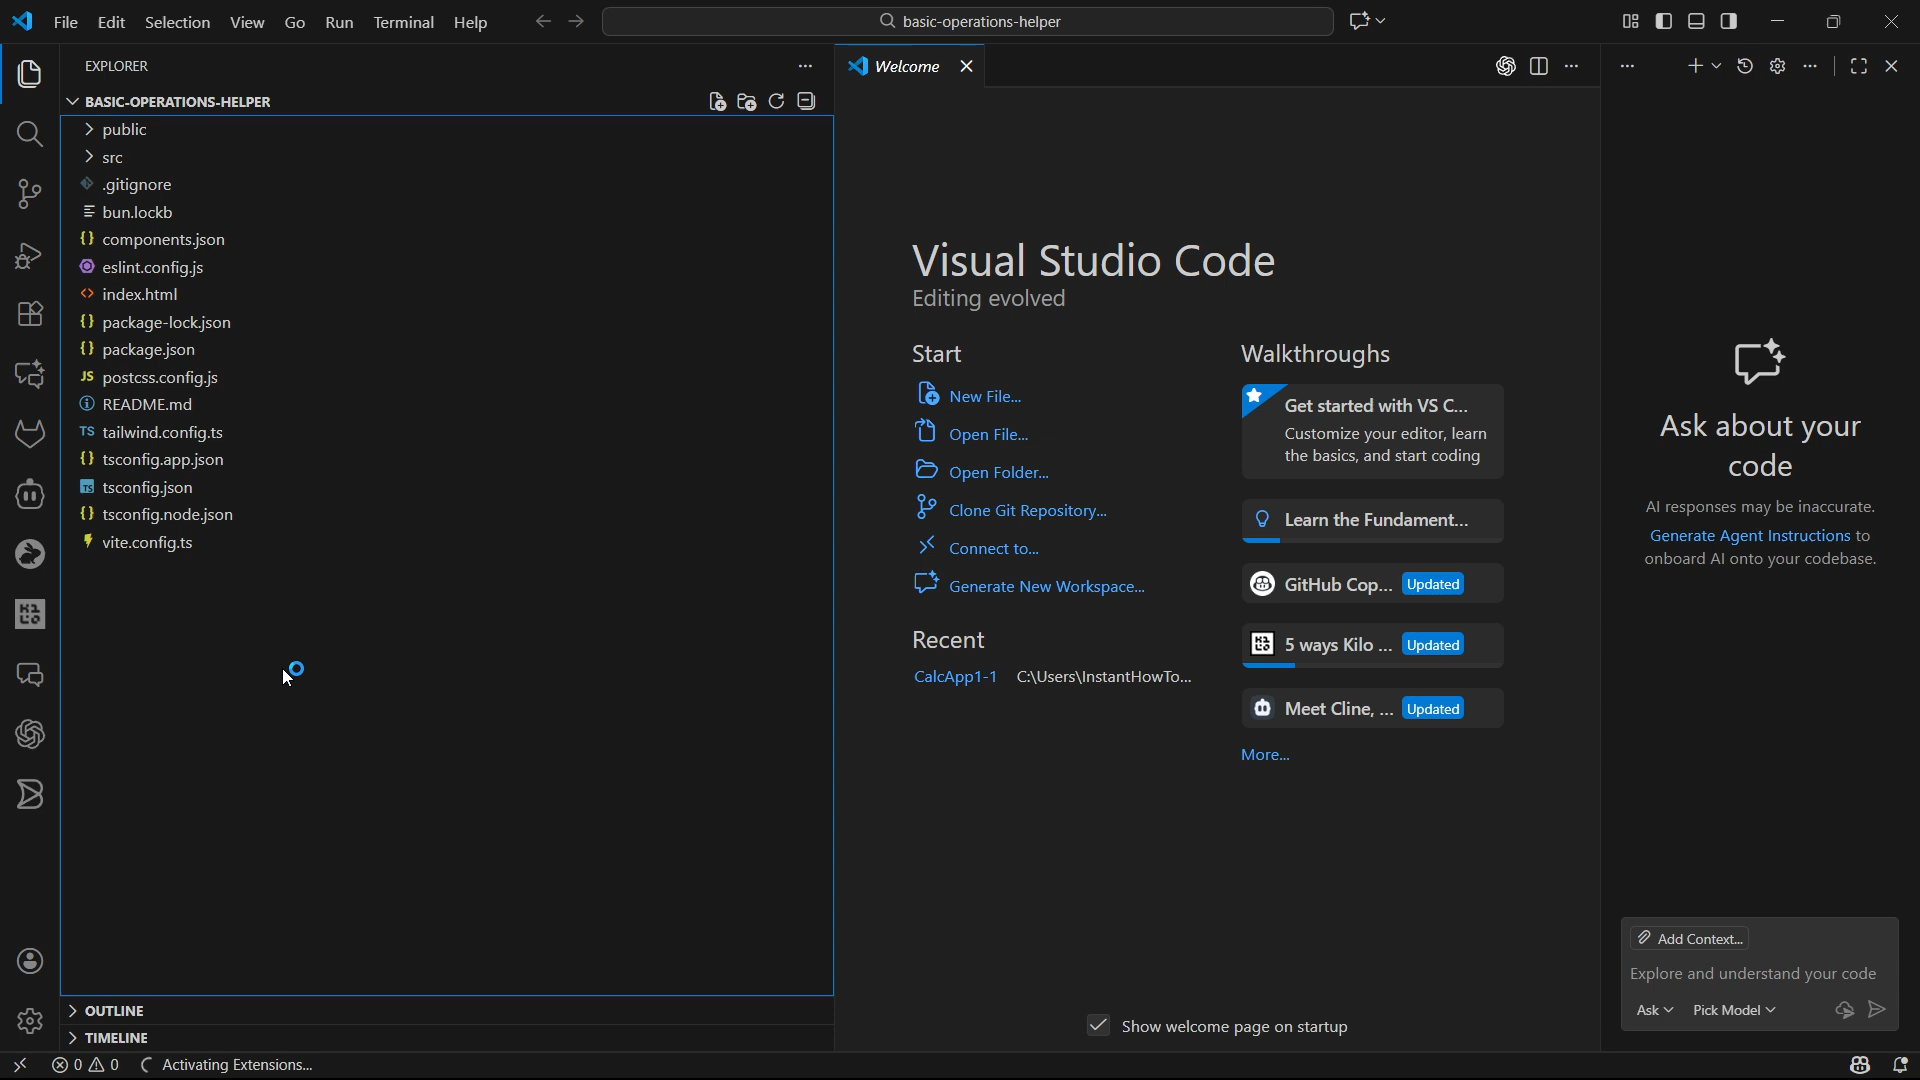 File Edit Selection View Go Run Terminal Help
basic-operations-helper
EXPLORER
BASIC-OPERATIONS-HELPER
public
src
.gitignore
bun.lockb
components.json
eslint.config.js
index.html
package-lock.json
package.json
postcss.config.js
README.md
tailwind.config.ts
tsconfig.app.json
tsconfig.json
tsconfig.node.json
vite.config.ts
OUTLINE
TIMELINE
Welcome
Visual Studio Code
Editing evolved
Start
New File...
Open File...
Open Folder...
Clone Git Repository...
Connect to...
Generate New Workspace...
Recent
CalcApp1-1 C:\Users\InstantHowTo...
Walkthroughs
Get started with VS C...
Customize your editor, learn
the basics, and start coding
Learn the Fundament...
GitHub Cop... Updated
5 ways Kilo ... Updated
Meet Cline, ... Updated
More...
Show welcome page on startup
Ask about your
code
AI responses may be inaccurate.
Generate Agent Instructions to
onboard AI onto your codebase.
Add Context...
Explore and understand your code
Ask Pick Model
0 0 Activating Extensions...